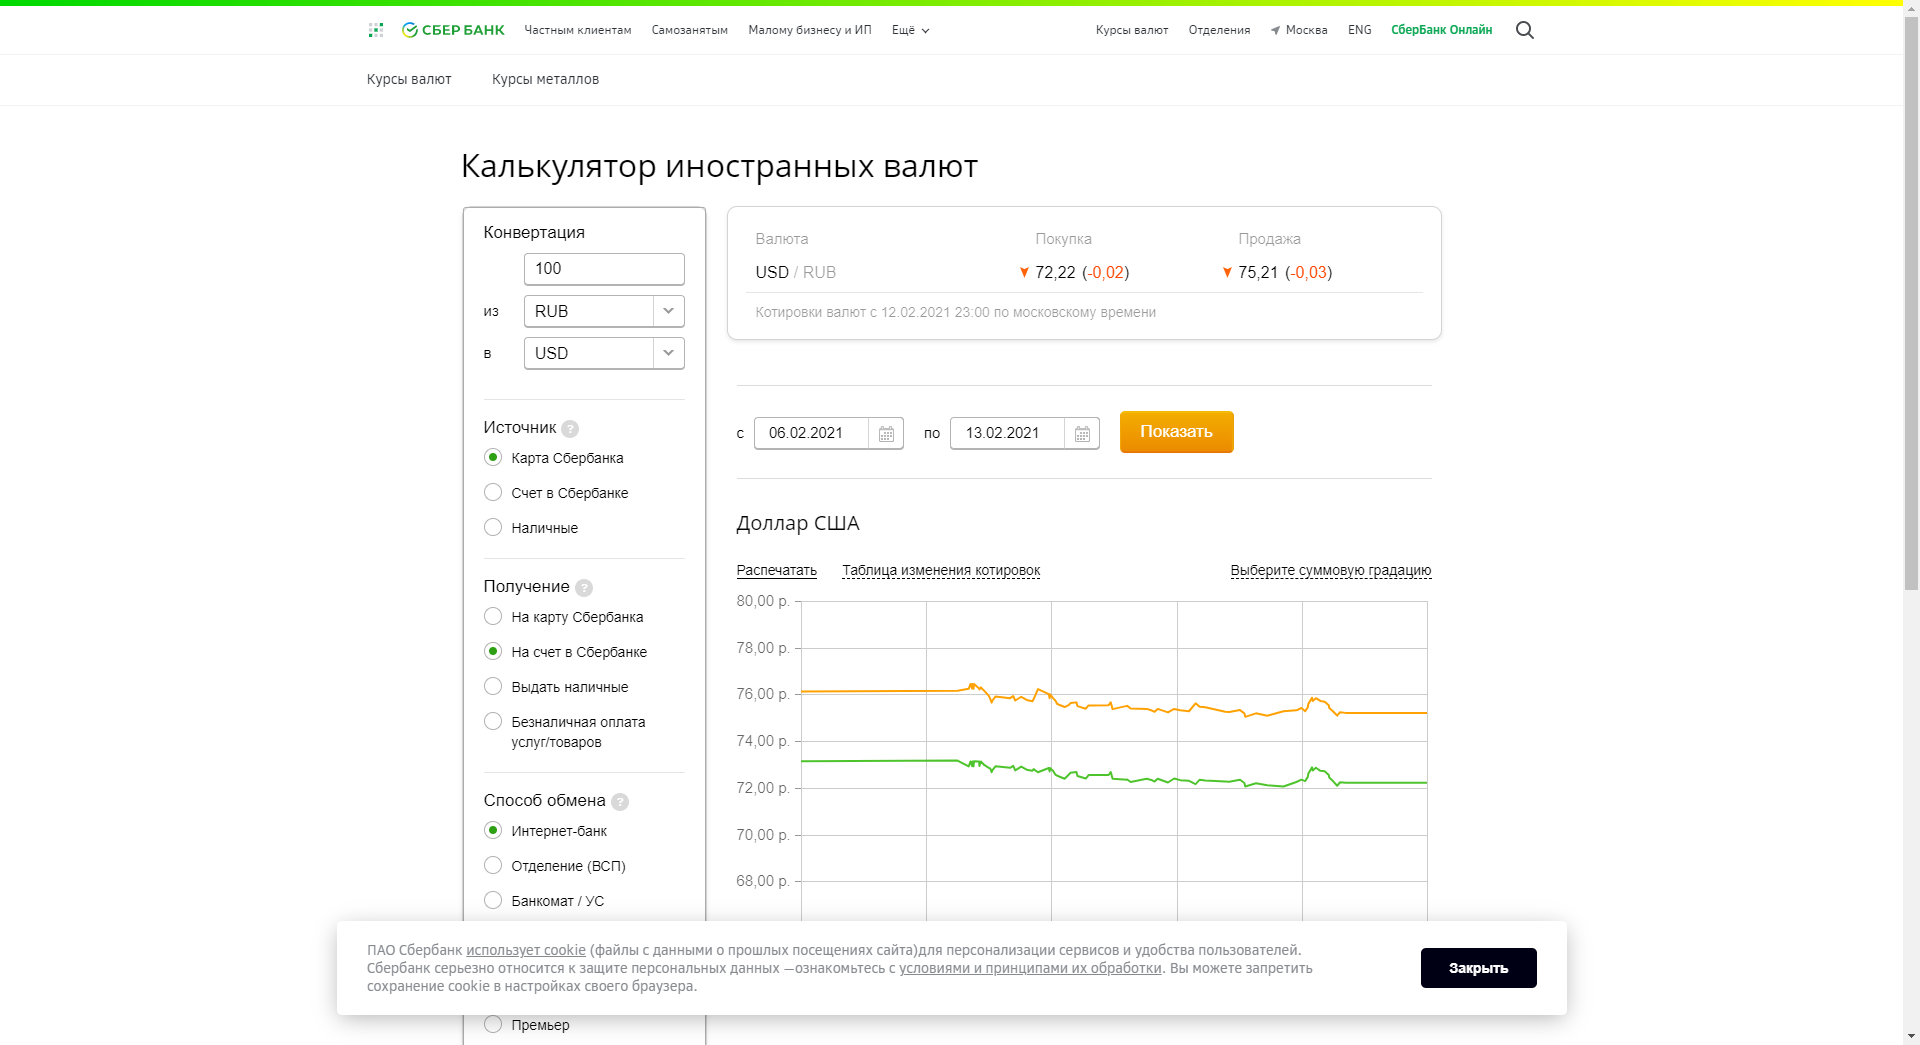 СБЕР БАНК Частным клиентам Самозанятым Малому бизнесу и ИП Ещё Курсы валют Отделения Москва ENG СберБанк Онлайн
Курсы валют Курсы металлов
Калькулятор иностранных валют
Конвертация
100
из RUB
в USD
Источник ?
Карта Сбербанка
Счет в Сбербанке
Наличные
Получение ?
На карту Сбербанка
На счет в Сбербанке
Выдать наличные
Безналичная оплата
услуг/товаров
Способ обмена ?
Интернет-банк
Отделение (ВСП)
Банкомат / УС
Премьер
Валюта Покупка Продажа
USD / RUB 72,22 (-0,02) 75,21 (-0,03)
Котировки валют с 12.02.2021 23:00 по московскому времени
с 06.02.2021 по 13.02.2021 Показать
Доллар США
Распечатать Таблица изменения котировок Выберите суммовую градацию
80,00 р.
78,00 р.
76,00 р.
74,00 р.
72,00 р.
70,00 р.
68,00 р.
ПАО Сбербанк использует cookie (файлы с данными о прошлых посещениях сайта)для персонализации сервисов и удобства пользователей.
Сбербанк серьезно относится к защите персональных данных —ознакомьтесь с условиями и принципами их обработки. Вы можете запретить
сохранение cookie в настройках своего браузера.
Закрыть